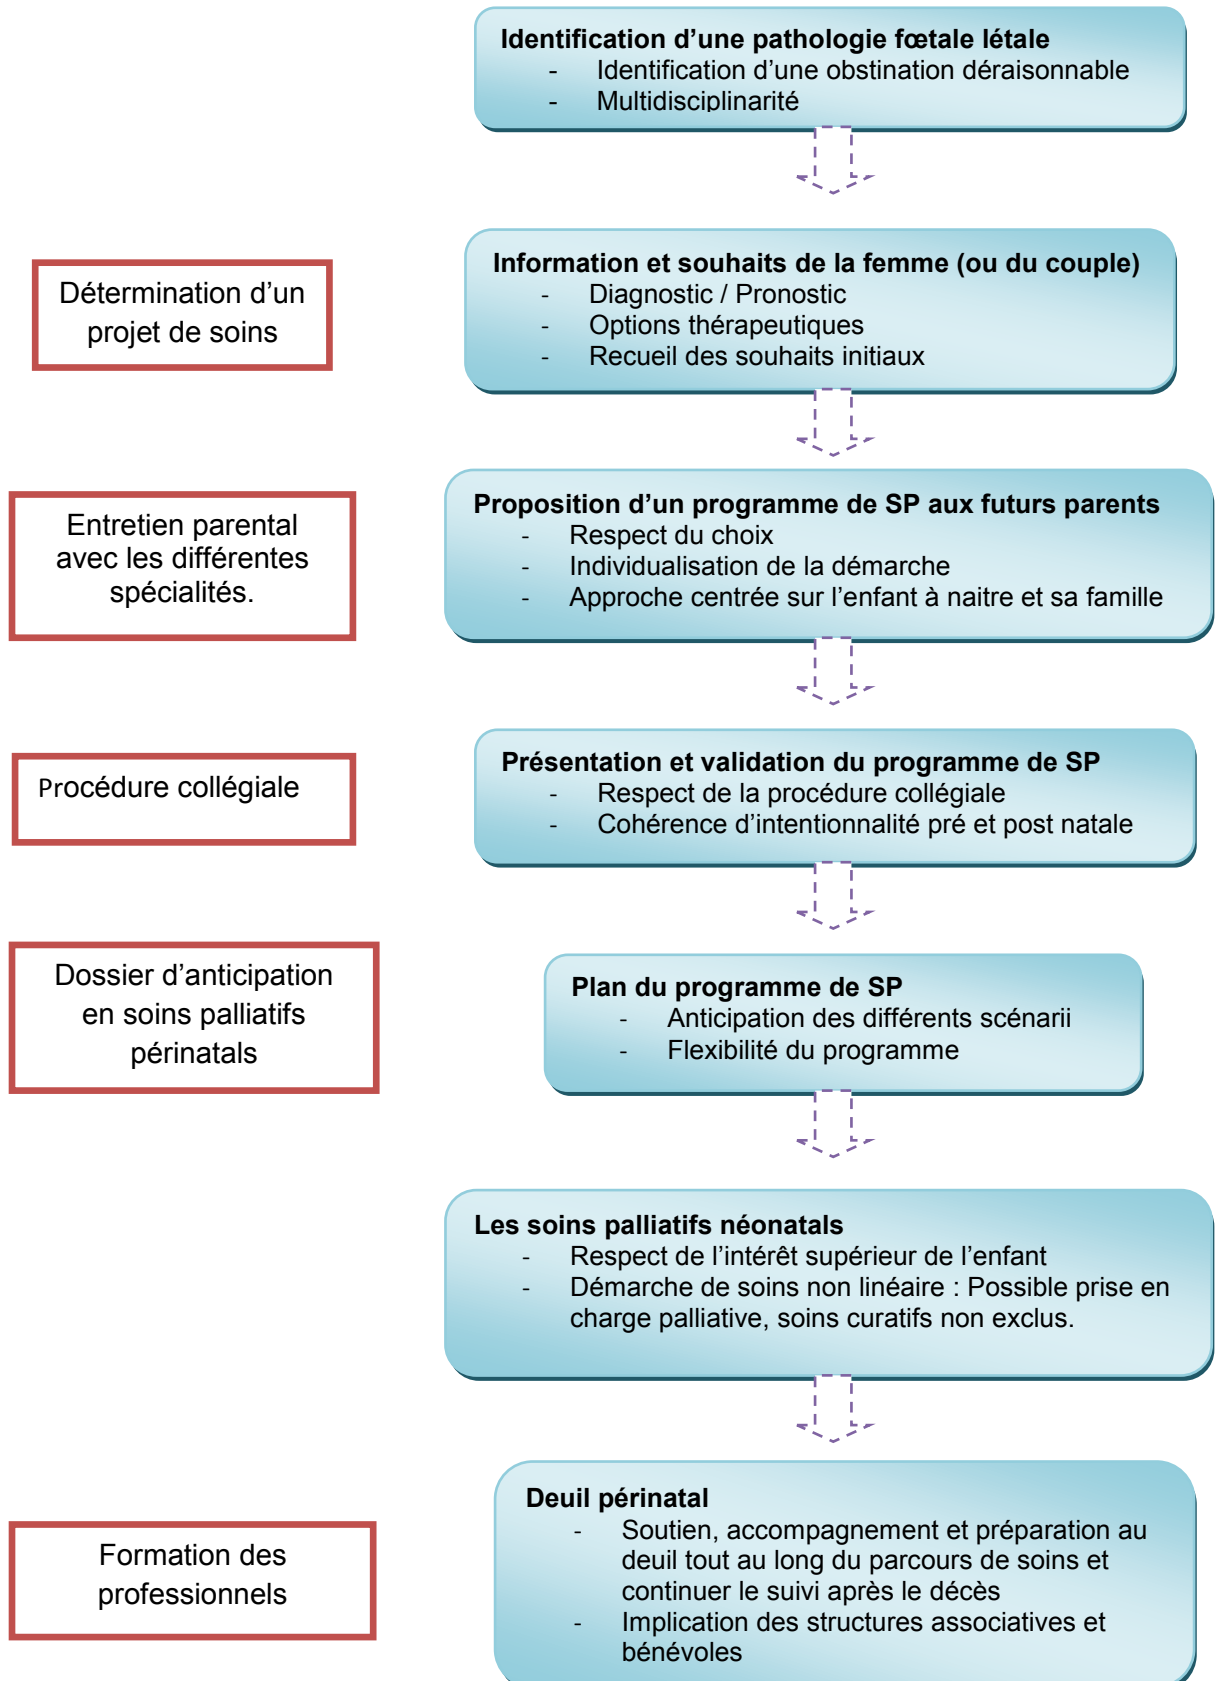 Identification d’une pathologie fœtale létale
- Identification d’une obstination déraisonnable
- Multidisciplinarité
Détermination d’un
projet de soins
Information et souhaits de la femme (ou du couple)
- Diagnostic / Pronostic
- Options thérapeutiques
- Recueil des souhaits initiaux
Entretien parental
avec les différentes
spécialités.
Proposition d’un programme de SP aux futurs parents
- Respect du choix
- Individualisation de la démarche
- Approche centrée sur l’enfant à naitre et sa famille
Procédure collégiale
Présentation et validation du programme de SP
- Respect de la procédure collégiale
- Cohérence d’intentionnalité pré et post natale
Dossier d’anticipation
en soins palliatifs
périnatals
Plan du programme de SP
- Anticipation des différents scénarii
- Flexibilité du programme
Les soins palliatifs néonatals
- Respect de l’intérêt supérieur de l’enfant
- Démarche de soins non linéaire : Possible prise en
charge palliative, soins curatifs non exclus.
Formation des
professionnels
Deuil périnatal
- Soutien, accompagnement et préparation au
deuil tout au long du parcours de soins et
continuer le suivi après le décès
- Implication des structures associatives et
bénévoles